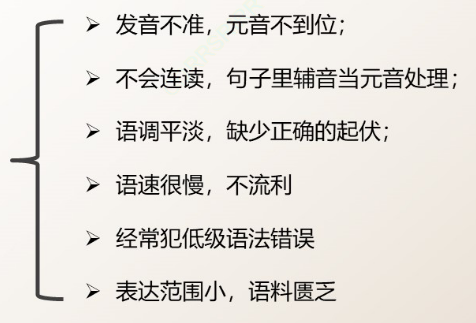 发音不准，元音不到位；
不会连读，句子里辅音当元音处理；
语调平淡，缺少正确的起伏；
语速很慢，不流利
经常犯低级语法错误
表达范围小，语料匮乏